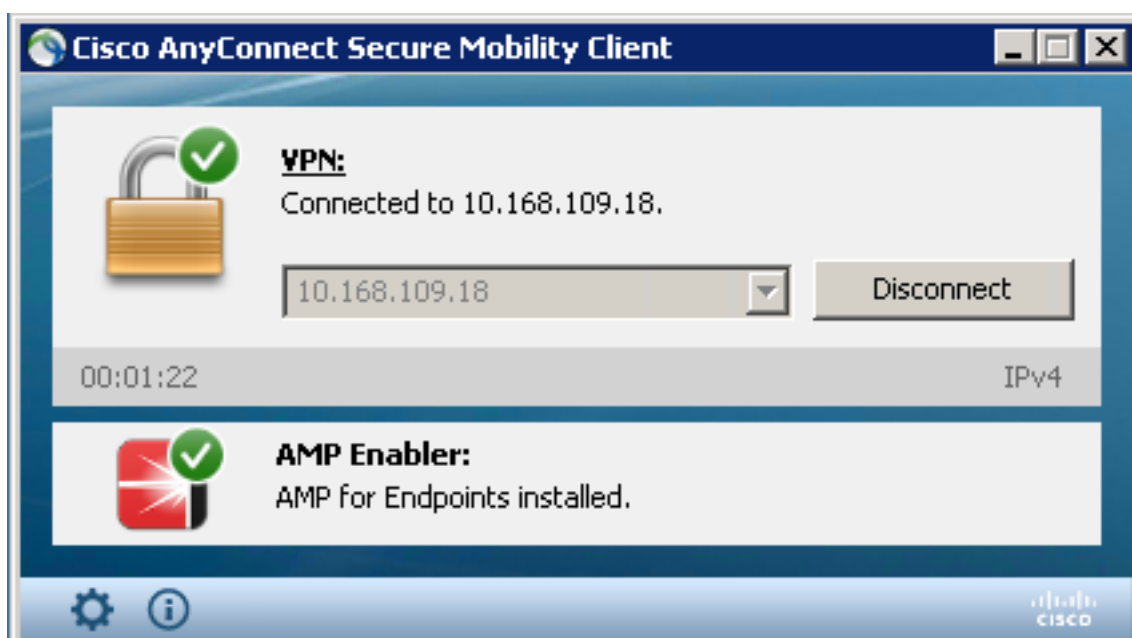 Cisco AnyConnect Secure Mobility Client
VPN:
Connected to 10.168.109.18.
10.168.109.18
Disconnect
00:01:22
IPv4
AMP Enabler:
AMP for Endpoints installed.
cisco